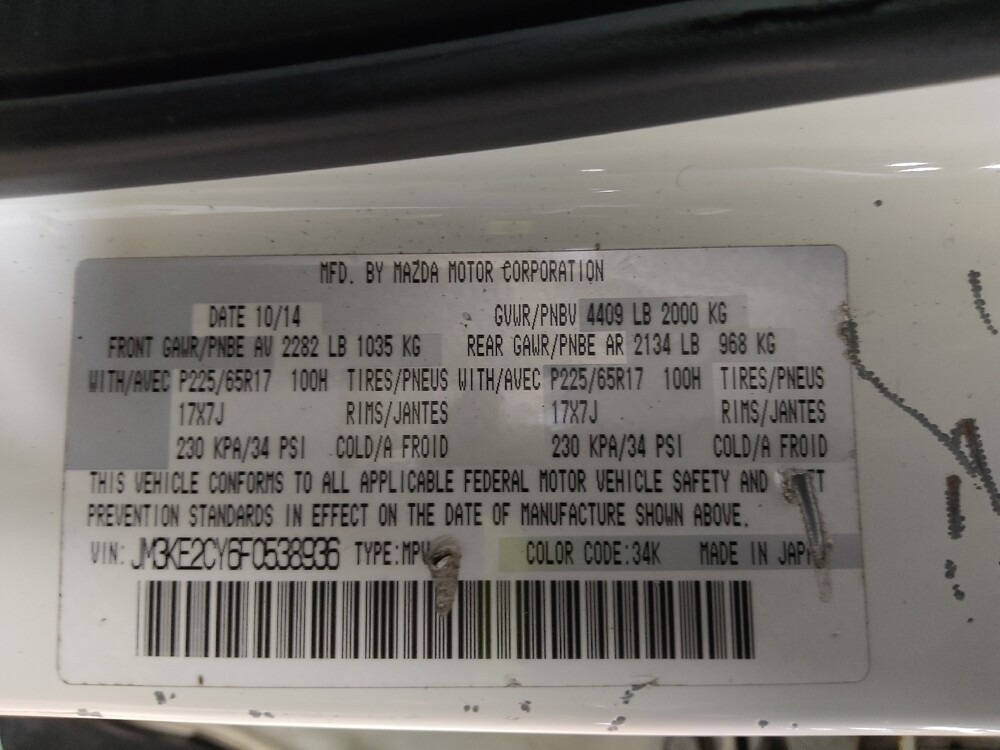 MFD. BY MAZDA MOTOR CORPORATION
DATE 10/14 GVWR/PNBV 4409 LB 2000 KG
FRONT GAWR/PNBE AV 2282 LB 1035 KG REAR GAWR/PNBE AR 2134 LB 968 KG
WITH/AVEC P225/65R17 100H TIRES/PNEUS WITH/AVEC P225/65R17 100H TIRES/PNEUS
17X7J RIMS/JANTES 17X7J RIMS/JANTES
230 KPA/34 PSI COLD/A FROID 230 KPA/34 PSI COLD/A FROID
THIS VEHICLE CONFORMS TO ALL APPLICABLE FEDERAL MOTOR VEHICLE SAFETY AND
PREVENTION STANDARDS IN EFFECT ON THE DATE OF MANUFACTURE SHOWN ABOVE.
VIN: JM3KE2CY6F0538936 TYPE:MPV COLOR CODE:34K MADE IN JAPAN